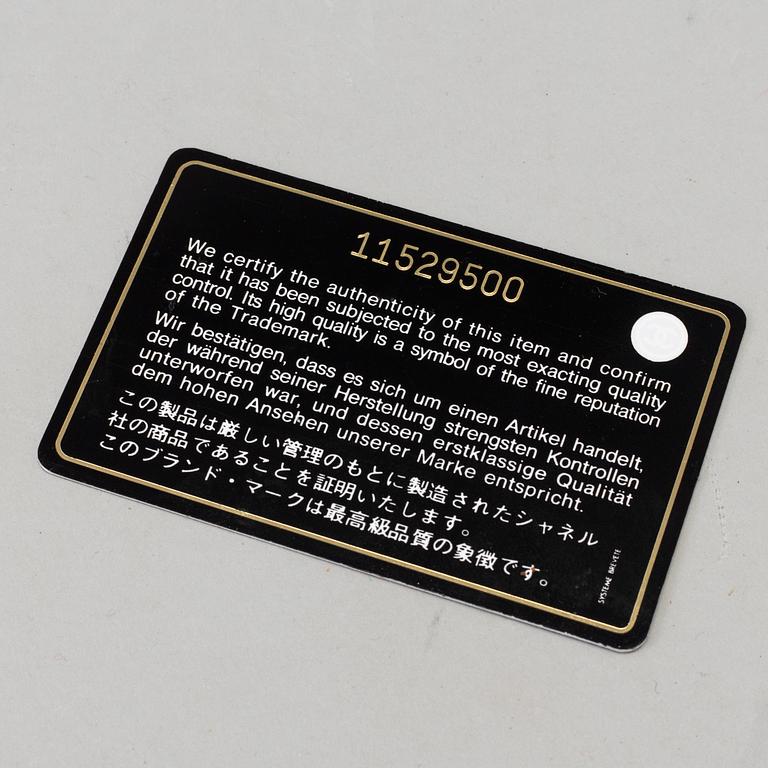 11529500
We certify the authenticity of this item and confirm
that it has been subjected to the most exacting quality
control. Its high quality is a symbol of the fine reputation
of the Trademark.
Wir bestätigen, dass es sich um einen Artikel handelt,
der während seiner Herstellung strengsten Kontrollen
unterworfen war, und dessen erstklassige Qualität
dem hohen Ansehen unserer Marke entspricht.
この製品は厳しい管理のもとに製造されたシャネル
社の商品であることを証明いたします。
このブランド・マークは最高級品質の象徴です。
SYSTEME BREVETE